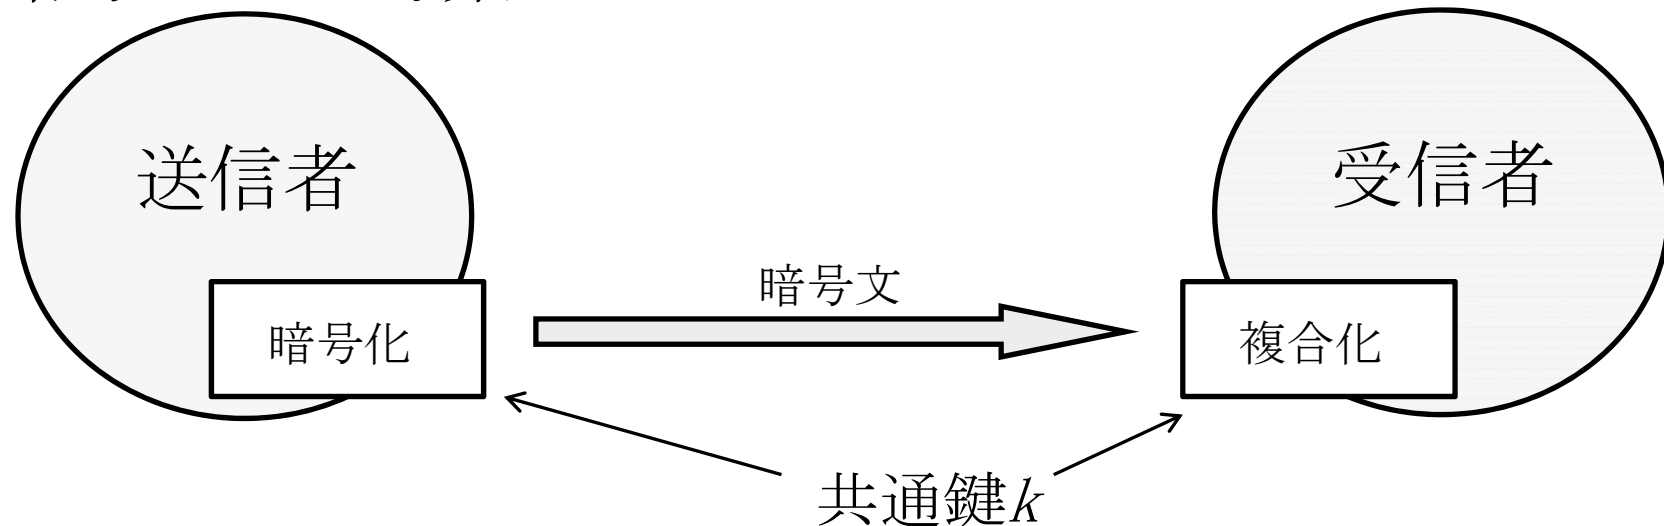 送信者
受信者
暗号文
暗号化
複合化
共通鍵k